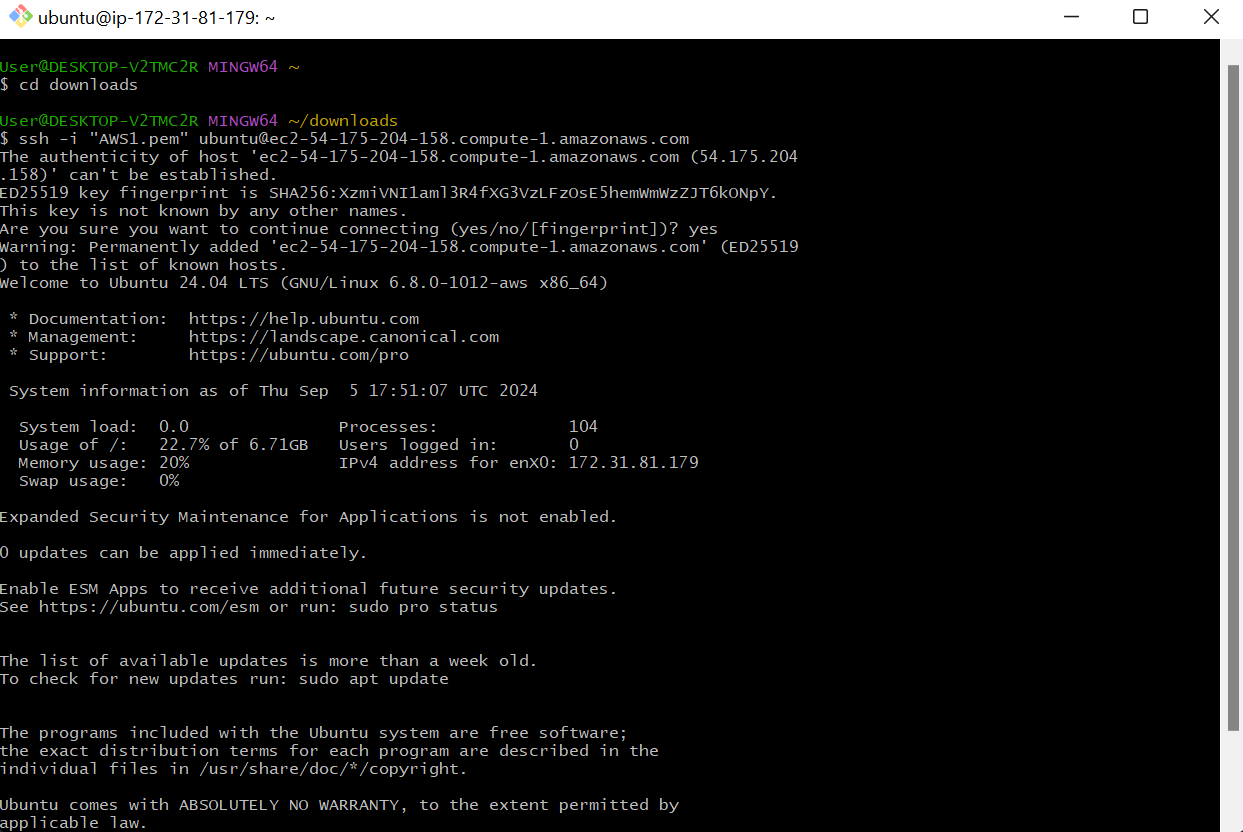 ubuntu@ip-172-31-81-179: ~
User@DESKTOP-V2TMC2R MINGW64 ~
$ cd downloads
User@DESKTOP-V2TMC2R MINGW64 ~/downloads
$ ssh -i "AWS1.pem" ubuntu@ec2-54-175-204-158.compute-1.amazonaws.com
The authenticity of host 'ec2-54-175-204-158.compute-1.amazonaws.com (54.175.204
.158)' can't be established.
ED25519 key fingerprint is SHA256:XzmiVNI1aml3R4fXG3VzLFzOsE5hemWmWzZJT6kONpY.
This key is not known by any other names.
Are you sure you want to continue connecting (yes/no/[fingerprint])? yes
Warning: Permanently added 'ec2-54-175-204-158.compute-1.amazonaws.com' (ED25519
) to the list of known hosts.
Welcome to Ubuntu 24.04 LTS (GNU/Linux 6.8.0-1012-aws x86_64)
* Documentation:  https://help.ubuntu.com
* Management:     https://landscape.canonical.com
* Support:        https://ubuntu.com/pro
System information as of Thu Sep  5 17:51:07 UTC 2024
System load:  0.0               Processes:             104
Usage of /:   22.7% of 6.71GB   Users logged in:       0
Memory usage: 20%               IPv4 address for enX0: 172.31.81.179
Swap usage:   0%
Expanded Security Maintenance for Applications is not enabled.
0 updates can be applied immediately.
Enable ESM Apps to receive additional future security updates.
See https://ubuntu.com/esm or run: sudo pro status
The list of available updates is more than a week old.
To check for new updates run: sudo apt update
The programs included with the Ubuntu system are free software;
the exact distribution terms for each program are described in the
individual files in /usr/share/doc/*/copyright.
Ubuntu comes with ABSOLUTELY NO WARRANTY, to the extent permitted by
applicable law.